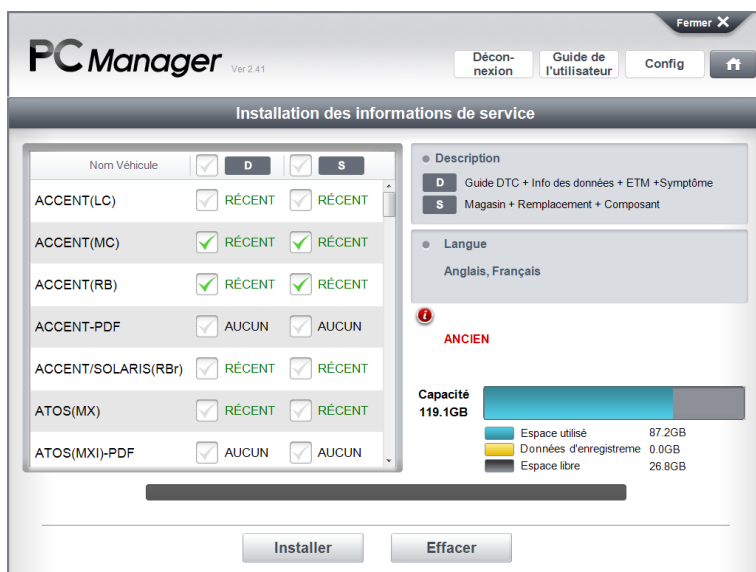 Fermer X
PC Manager Ver 2.41
Décon-
nexion
Guide de
l'utilisateur
Config
Installation des informations de service
Nom Véhicule D S
ACCENT(LC) RÉCENT RÉCENT
ACCENT(MC) RÉCENT RÉCENT
ACCENT(RB) RÉCENT RÉCENT
ACCENT-PDF AUCUN AUCUN
ACCENT/SOLARIS(RBr) RÉCENT RÉCENT
ATOS(MX) RÉCENT RÉCENT
ATOS(MXI)-PDF AUCUN AUCUN
Description
D Guide DTC + Info des données + ETM +Symptôme
S Magasin + Remplacement + Composant
Langue
Anglais, Français
ANCIEN
Capacité
119.1GB
Espace utilisé 87.2GB
Données d'enregistreme 0.0GB
Espace libre 26.8GB
Installer Effacer